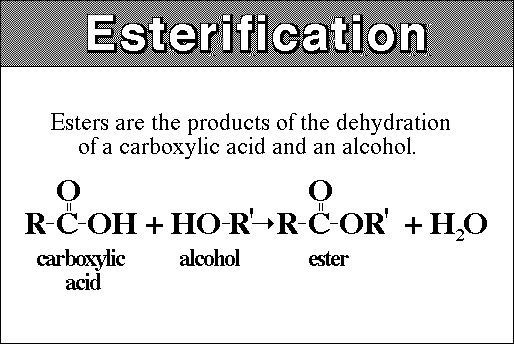 Esterification
Esters are the products of the dehydration
of a carboxylic acid and an alcohol.
O O
R-C-OH + HO-R'→R-C-OR' + H₂O
carboxylic alcohol ester
acid